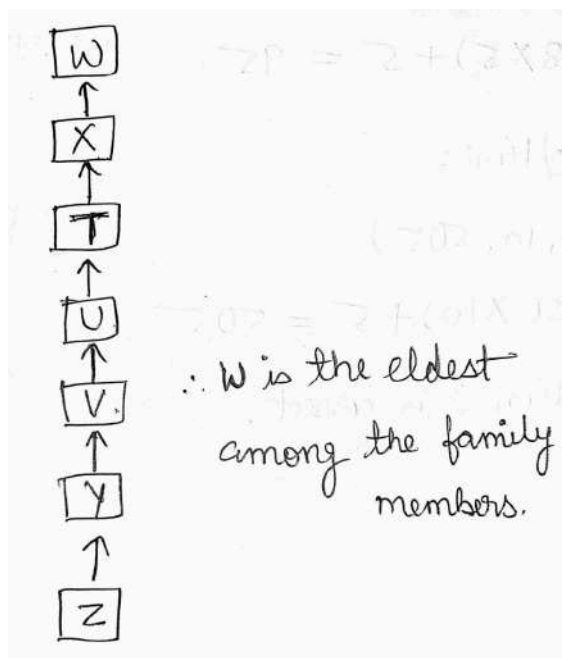 W
X
T
U
V
Y
Z
∴ W is the eldest
among the family
members.